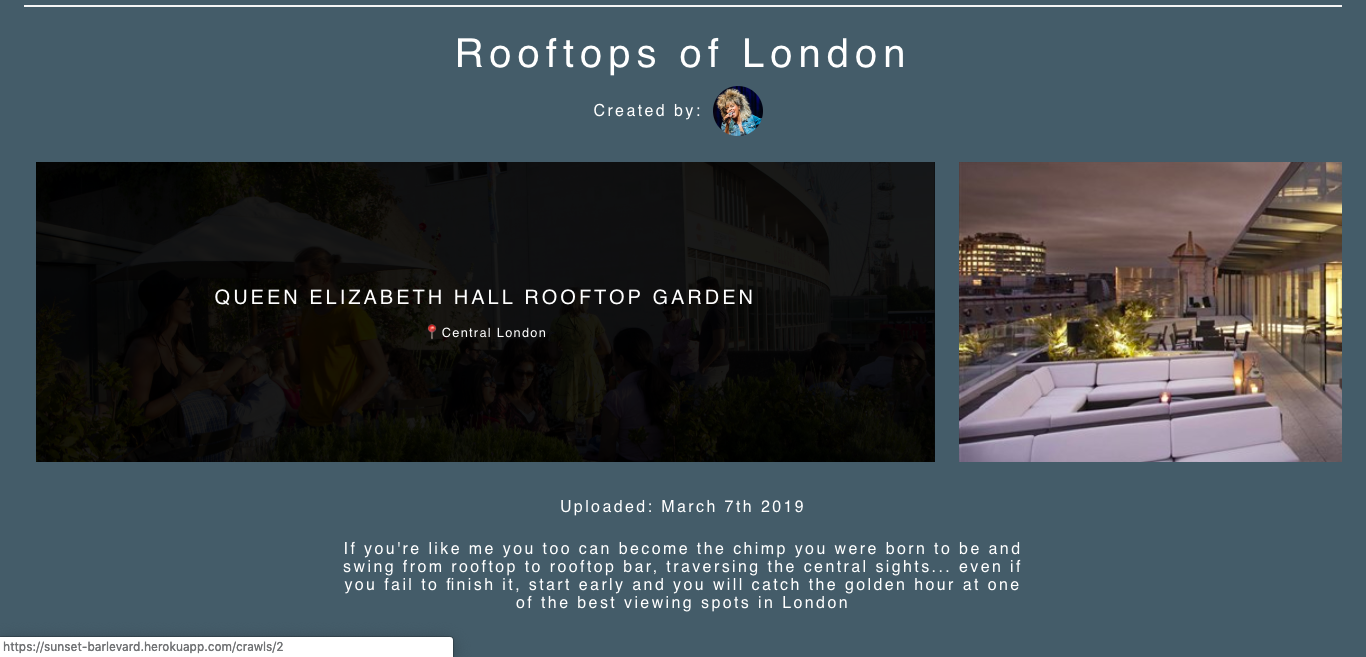 Rooftops of London
Created by:
QUEEN ELIZABETH HALL ROOFTOP GARDEN
📍Central London
Uploaded: March 7th 2019
If you're like me you too can become the chimp you were born to be and
swing from rooftop to rooftop bar, traversing the central sights... even if
you fail to finish it, start early and you will catch the golden hour at one
of the best viewing spots in London
https://sunset-barlevard.herokuapp.com/crawls/2